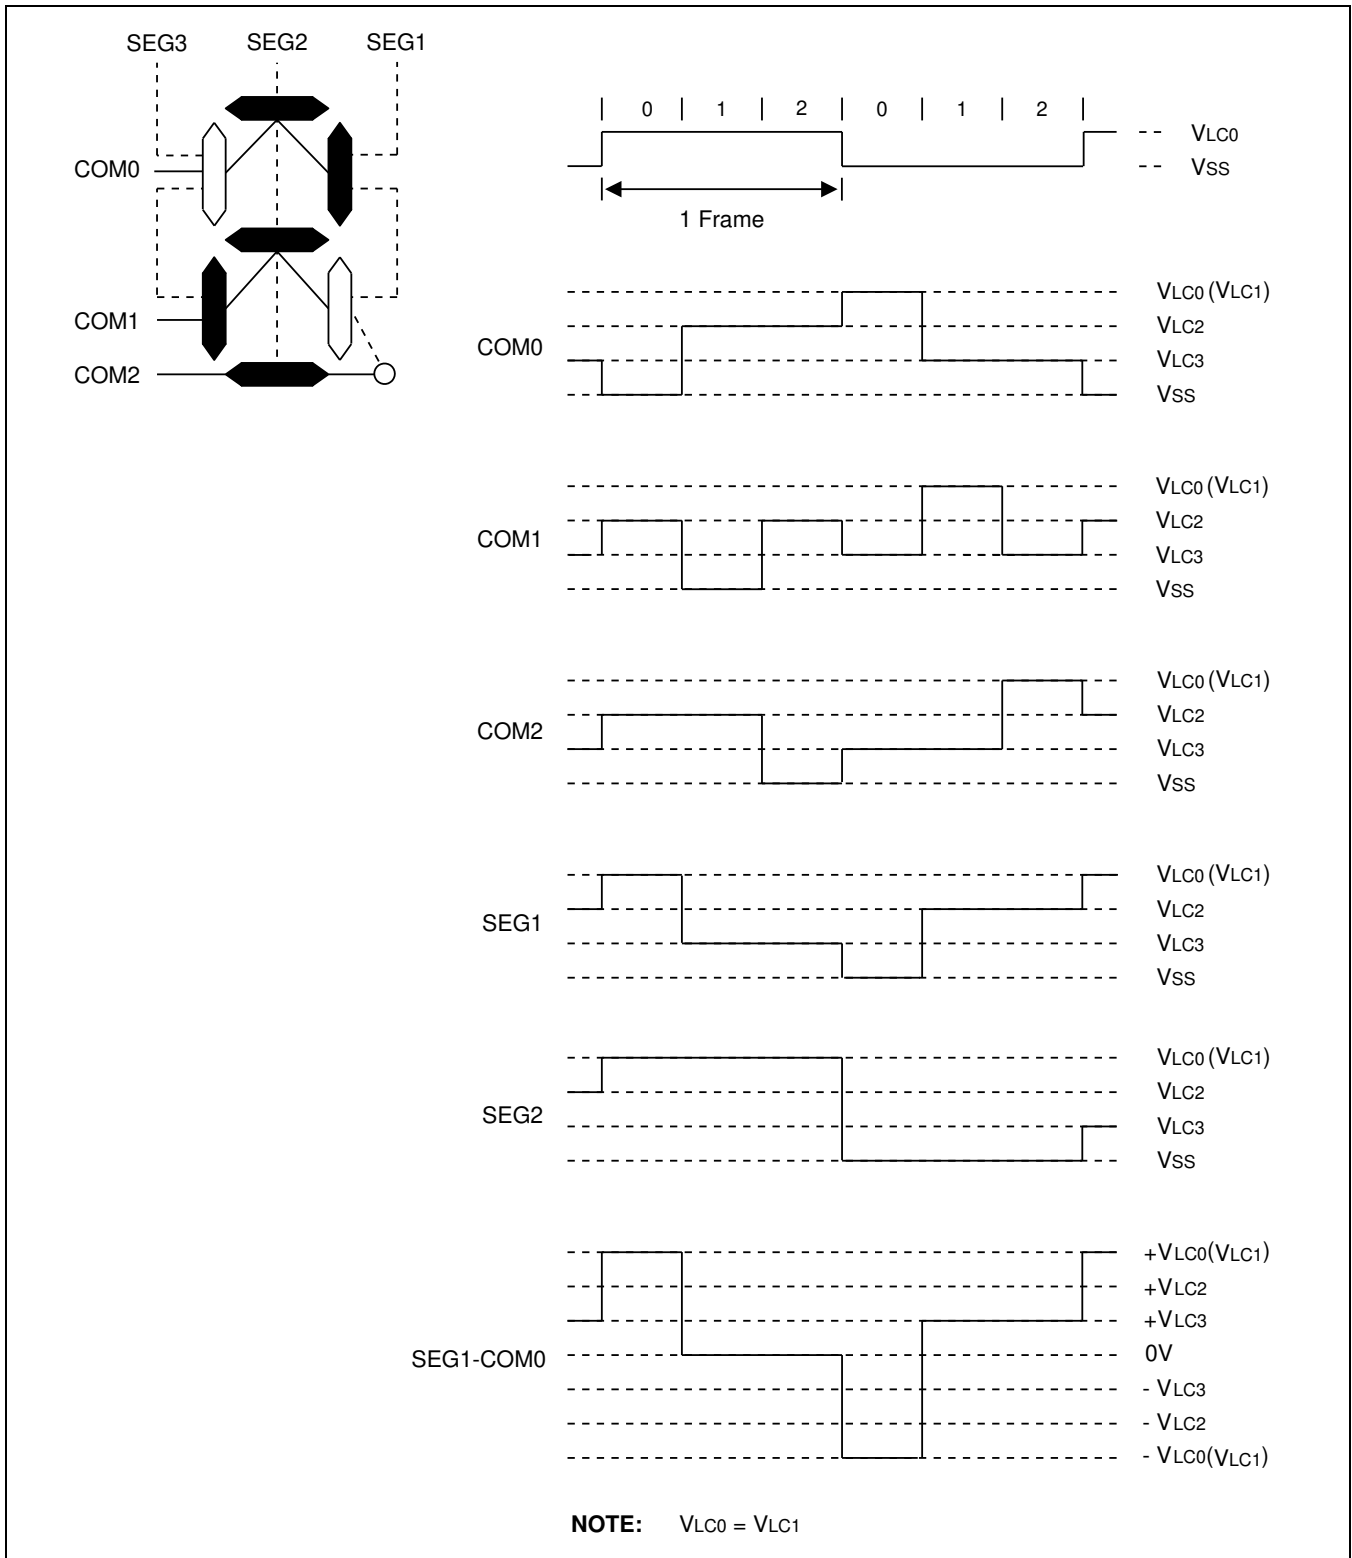 SEG3 SEG2 SEG1
0 1 2 0 1 2
VLC0
VSS
1 Frame
COM0
COM1
COM2
COM0
VLC0 (VLC1)
VLC2
VLC3
VSS
COM1
VLC0 (VLC1)
VLC2
VLC3
VSS
COM2
VLC0 (VLC1)
VLC2
VLC3
VSS
SEG1
VLC0 (VLC1)
VLC2
VLC3
VSS
SEG2
VLC0 (VLC1)
VLC2
VLC3
VSS
SEG1-COM0
+VLC0(VLC1)
+VLC2
+VLC3
0V
- VLC3
- VLC2
- VLC0(VLC1)
NOTE: VLC0 = VLC1